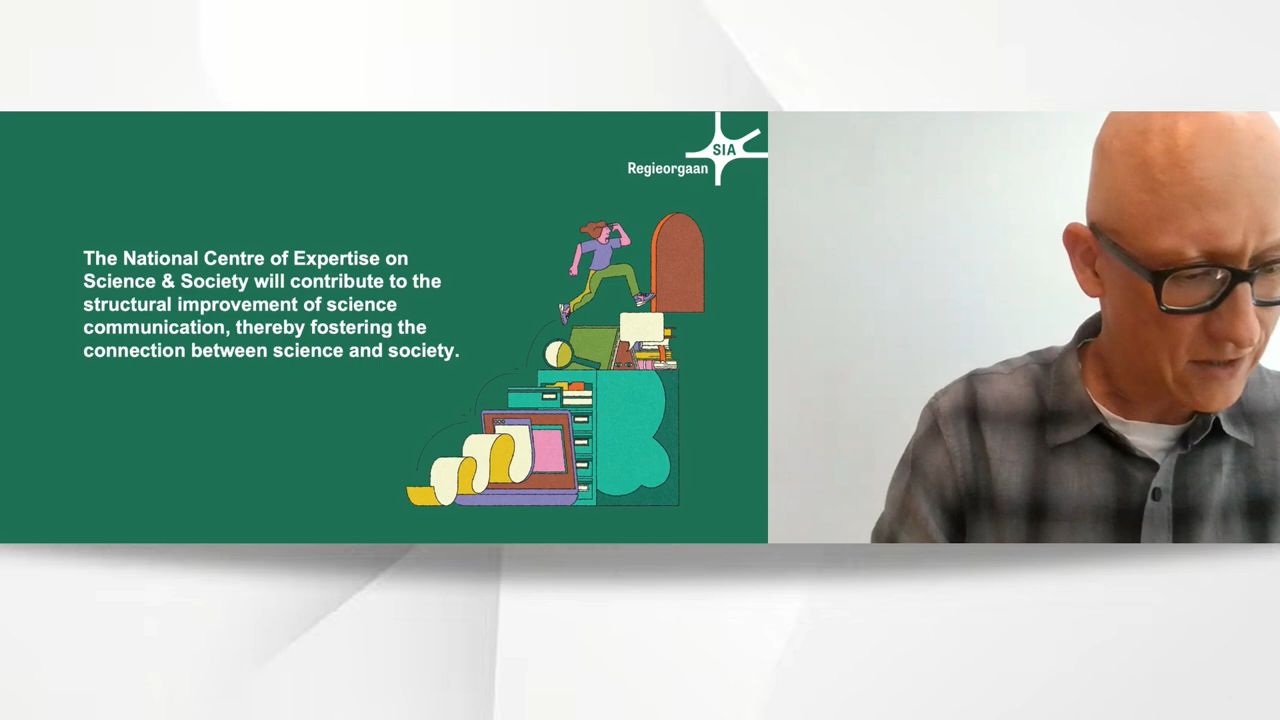 SIA
Regieorgaan
The National Centre of Expertise on
Science & Society will contribute to the
structural improvement of science
communication, thereby fostering the
connection between science and society.